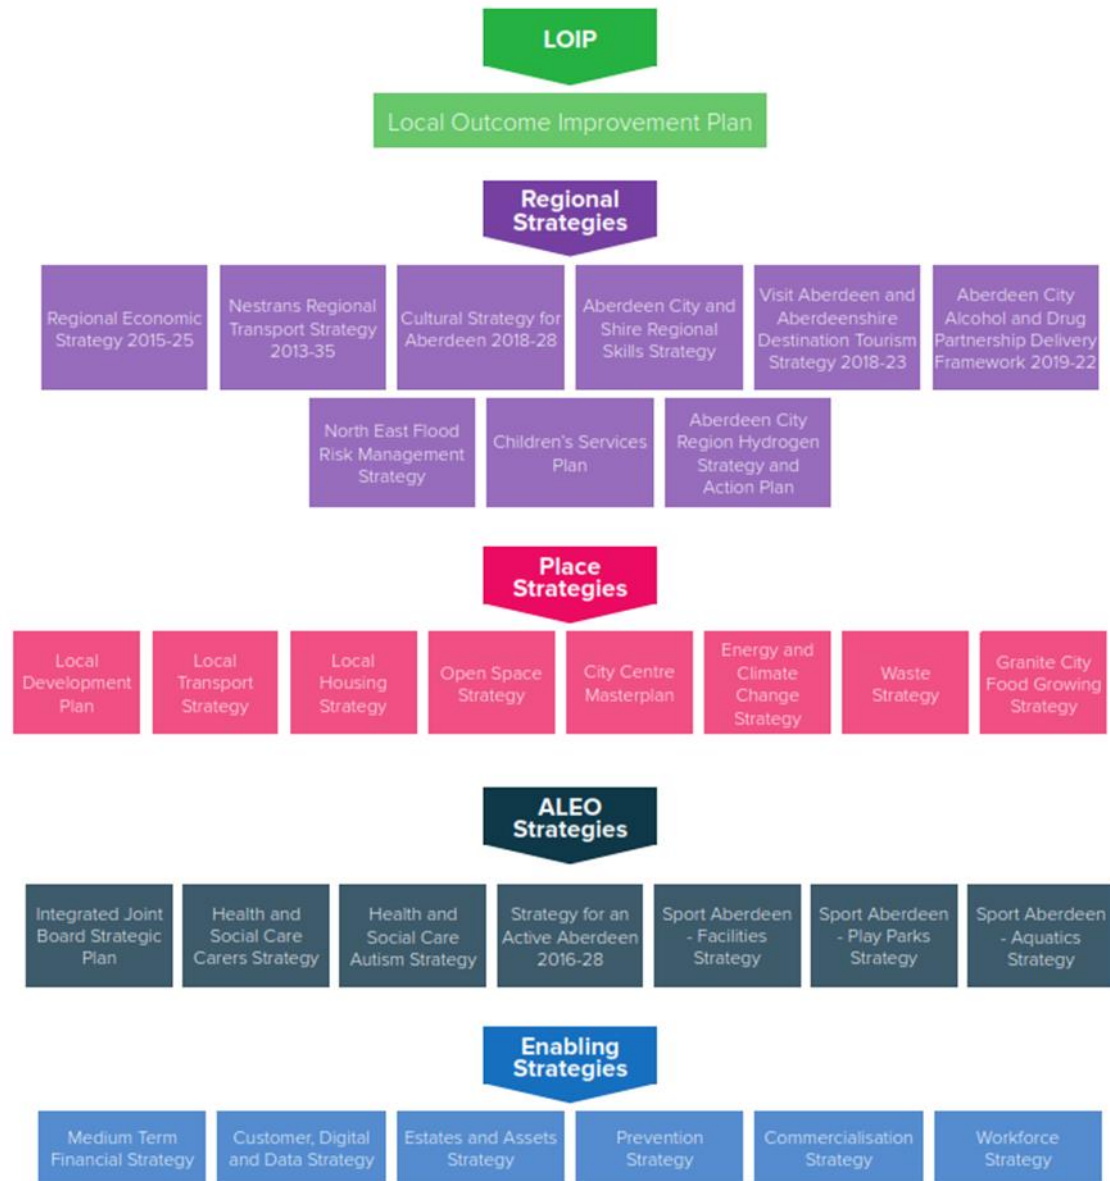 LOIP
Local Outcome Improvement Plan
Regional
Strategies
Regional Economic
Strategy 2015-25
Nestrans Regional
Transport Strategy
2013-35
Cultural Strategy for
Aberdeen 2018-28
Aberdeen City and
Shire Regional
Skills Strategy
Visit Aberdeen and
Aberdeenshire
Destination Tourism
Strategy 2018-23
Aberdeen City
Alcohol and Drug
Partnership Delivery
Framework 2019-22
North East Flood
Risk Management
Strategy
Children's Services
Plan
Aberdeen City
Region Hydrogen
Strategy and
Action Plan
Place
Strategies
Local
Development
Plan
Local
Transport
Strategy
Local
Housing
Strategy
Open Space
Strategy
City Centre
Masterplan
Energy and
Climate
Change
Strategy
Waste
Strategy
Granite City
Food Growing
Strategy
ALEO
Strategies
Integrated Joint
Board Strategic
Plan
Health and
Social Care
Carers Strategy
Health and
Social Care
Autism Strategy
Strategy for an
Active Aberdeen
2016-28
Sport Aberdeen
- Facilities
Strategy
Sport Aberdeen
- Play Parks
Strategy
Sport Aberdeen
- Aquatics
Strategy
Enabling
Strategies
Medium Term
Financial Strategy
Customer, Digital
and Data Strategy
Estates and Assets
Strategy
Prevention
Strategy
Commercialisation
Strategy
Workforce
Strategy